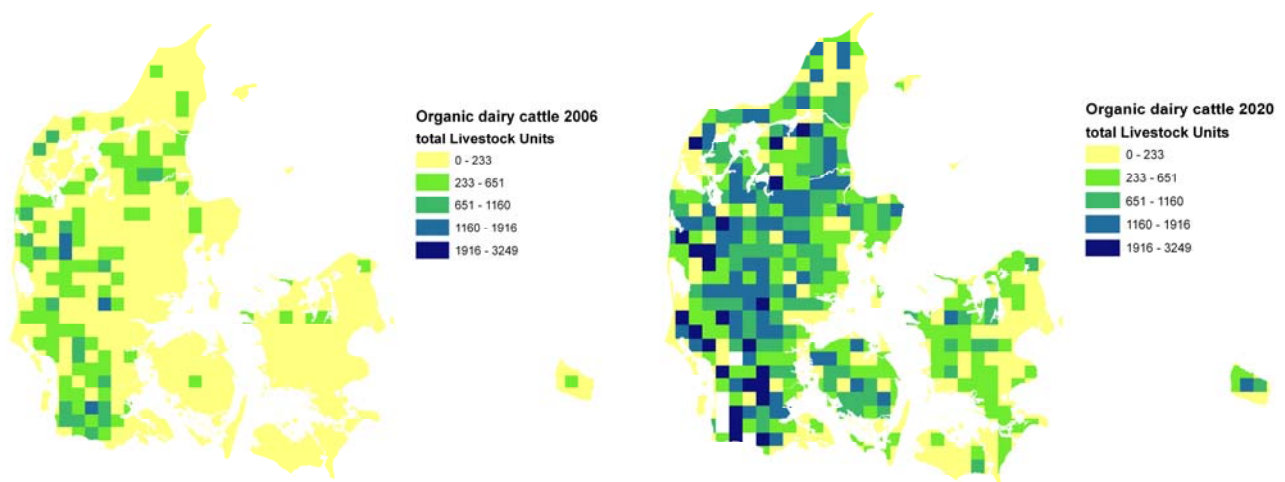 Organic dairy cattle 2006
total Livestock Units
0 - 233
233 - 651
651 - 1160
1160 - 1916
1916 - 3249
Organic dairy cattle 2020
total Livestock Units
0 - 233
233 - 651
651 - 1160
1160 - 1916
1916 - 3249